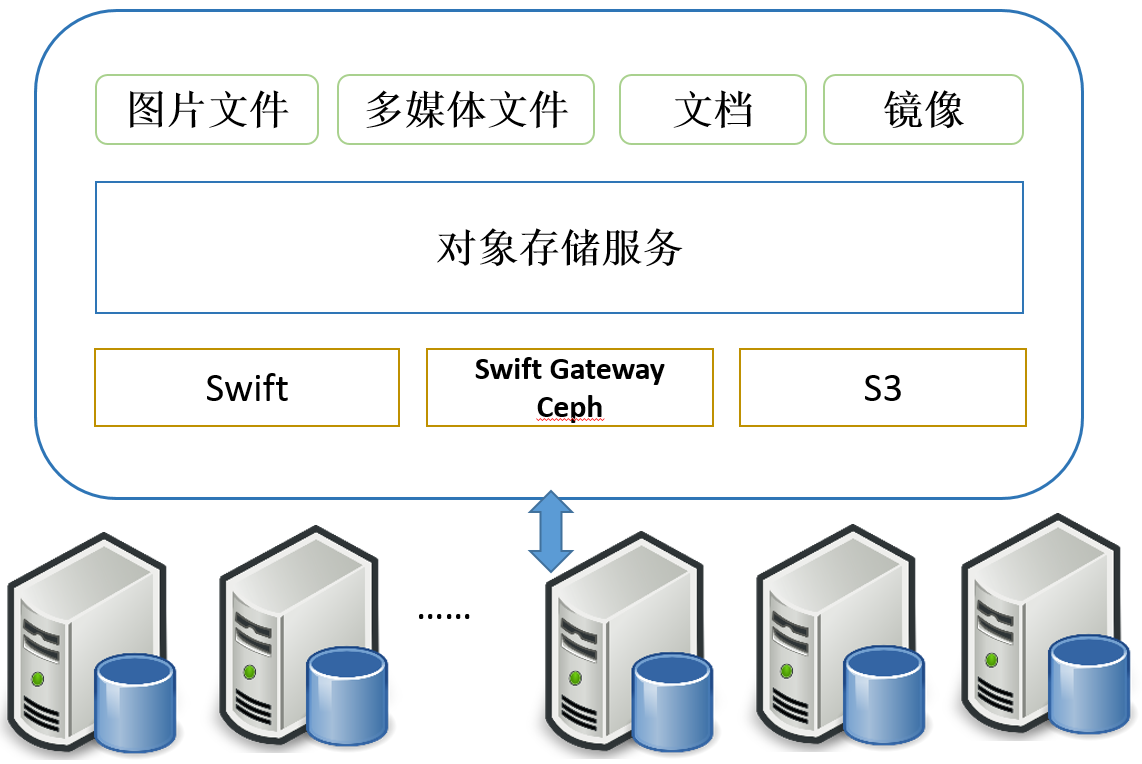 图片文件
多媒体文件
文档
镜像
对象存储服务
Swift
Swift Gateway
Ceph
S3
......